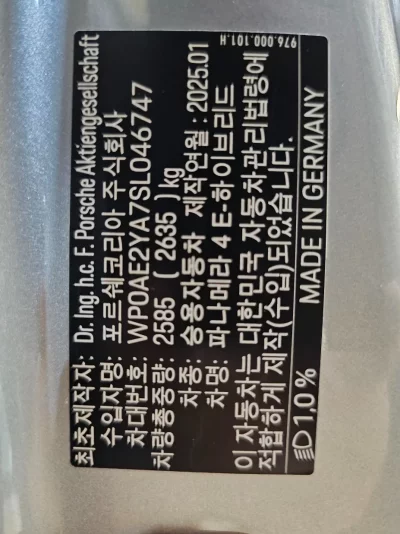 최초제작자: Dr. Ing. h.c. F. Porsche Aktiengesellschaft
수입자명: 포르쉐코리아 주식회사
차대번호: WP0AE2YA7SL046747
차량총중량: 2585 ( 2635 ) kg
차종: 승용자동차 제작연월 : 2025.01
차명: 파나메라 4 E-하이브리드
이 자동차는 대한민국 자동차관리법령에
적합하게 제작(수입)되었습니다.
1,0 % MADE IN GERMANY
976.000.101.H